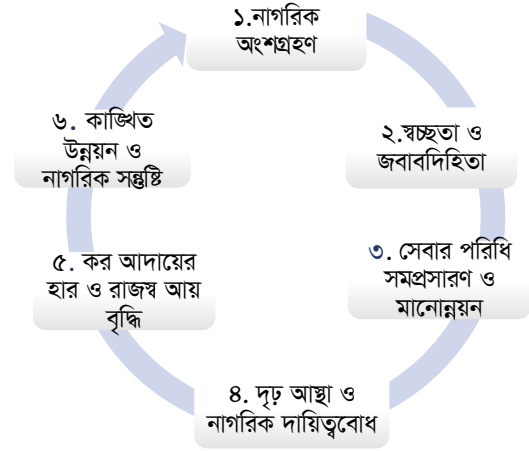 ১.নাগরিক
অংশগ্রহণ
২.স্বচ্ছতা ও
জবাবদিহিতা
৩. সেবার পরিধি
সমপ্রসারণ ও
মানোন্নয়ন
৪. দৃঢ় আস্থা ও
নাগরিক দায়িত্ববোধ
৫. কর আদায়ের
হার ও রাজস্ব আয়
বৃদ্ধি
৬. কাঙ্খিত
উন্নয়ন ও
নাগরিক সন্তুষ্টি